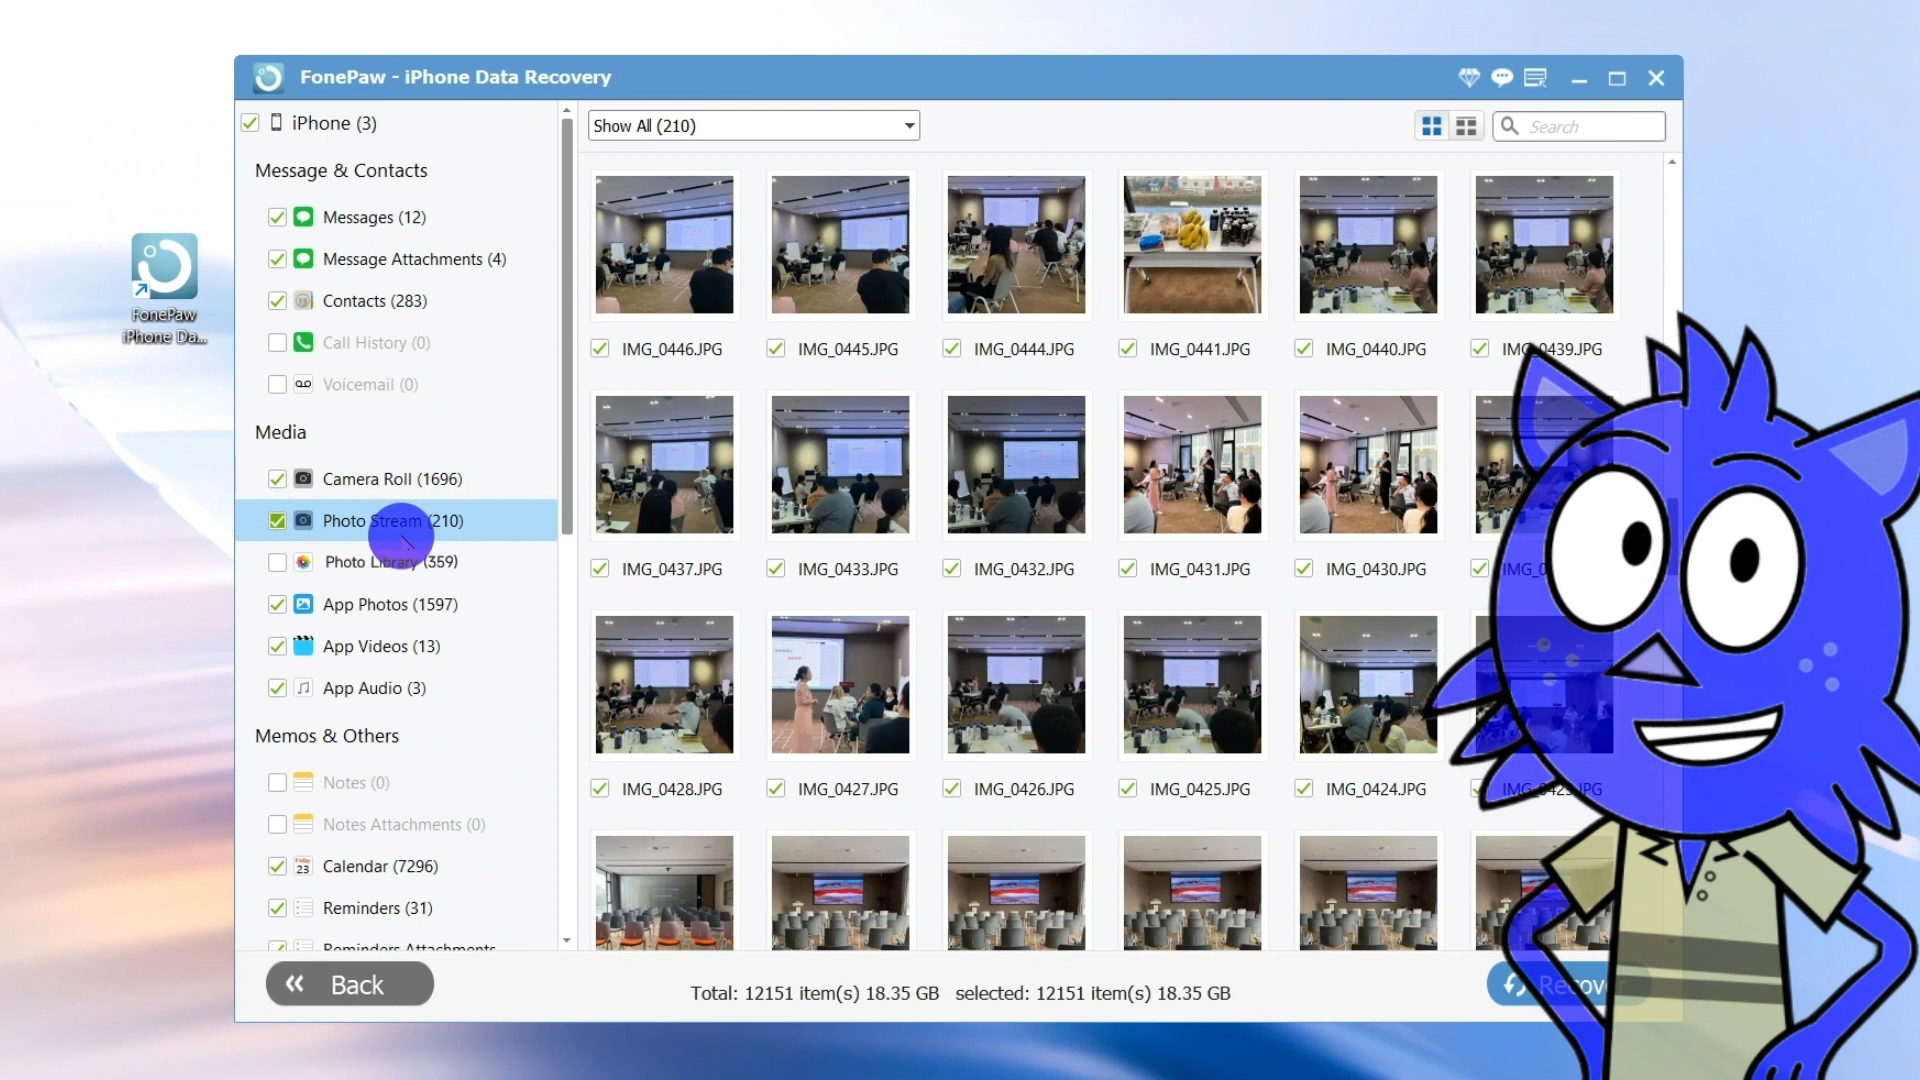 FonePaw - iPhone Data Recovery
iPhone (3)
Message & Contacts
Messages (12)
Message Attachments (4)
Contacts (283)
Call History (0)
Voicemail (0)
Media
Camera Roll (1696)
Photo Stream (210)
Photo Library (359)
App Photos (1597)
App Videos (13)
App Audio (3)
Memos & Others
Notes (0)
Notes Attachments (0)
Calendar (7296)
Reminders (31)
Reminders Attachments
FonePaw
iPhone Da...
Show All (210)
Search
IMG_0446.JPG IMG_0445.JPG IMG_0444.JPG IMG_0441.JPG IMG_0440.JPG IMG_0439.JPG
IMG_0437.JPG IMG_0433.JPG IMG_0432.JPG IMG_0431.JPG IMG_0430.JPG
IMG_0428.JPG IMG_0427.JPG IMG_0426.JPG IMG_0425.JPG IMG_0424.JPG IMG_0423.JPG
Back
Total: 12151 item(s) 18.35 GB selected: 12151 item(s) 18.35 GB
Recover